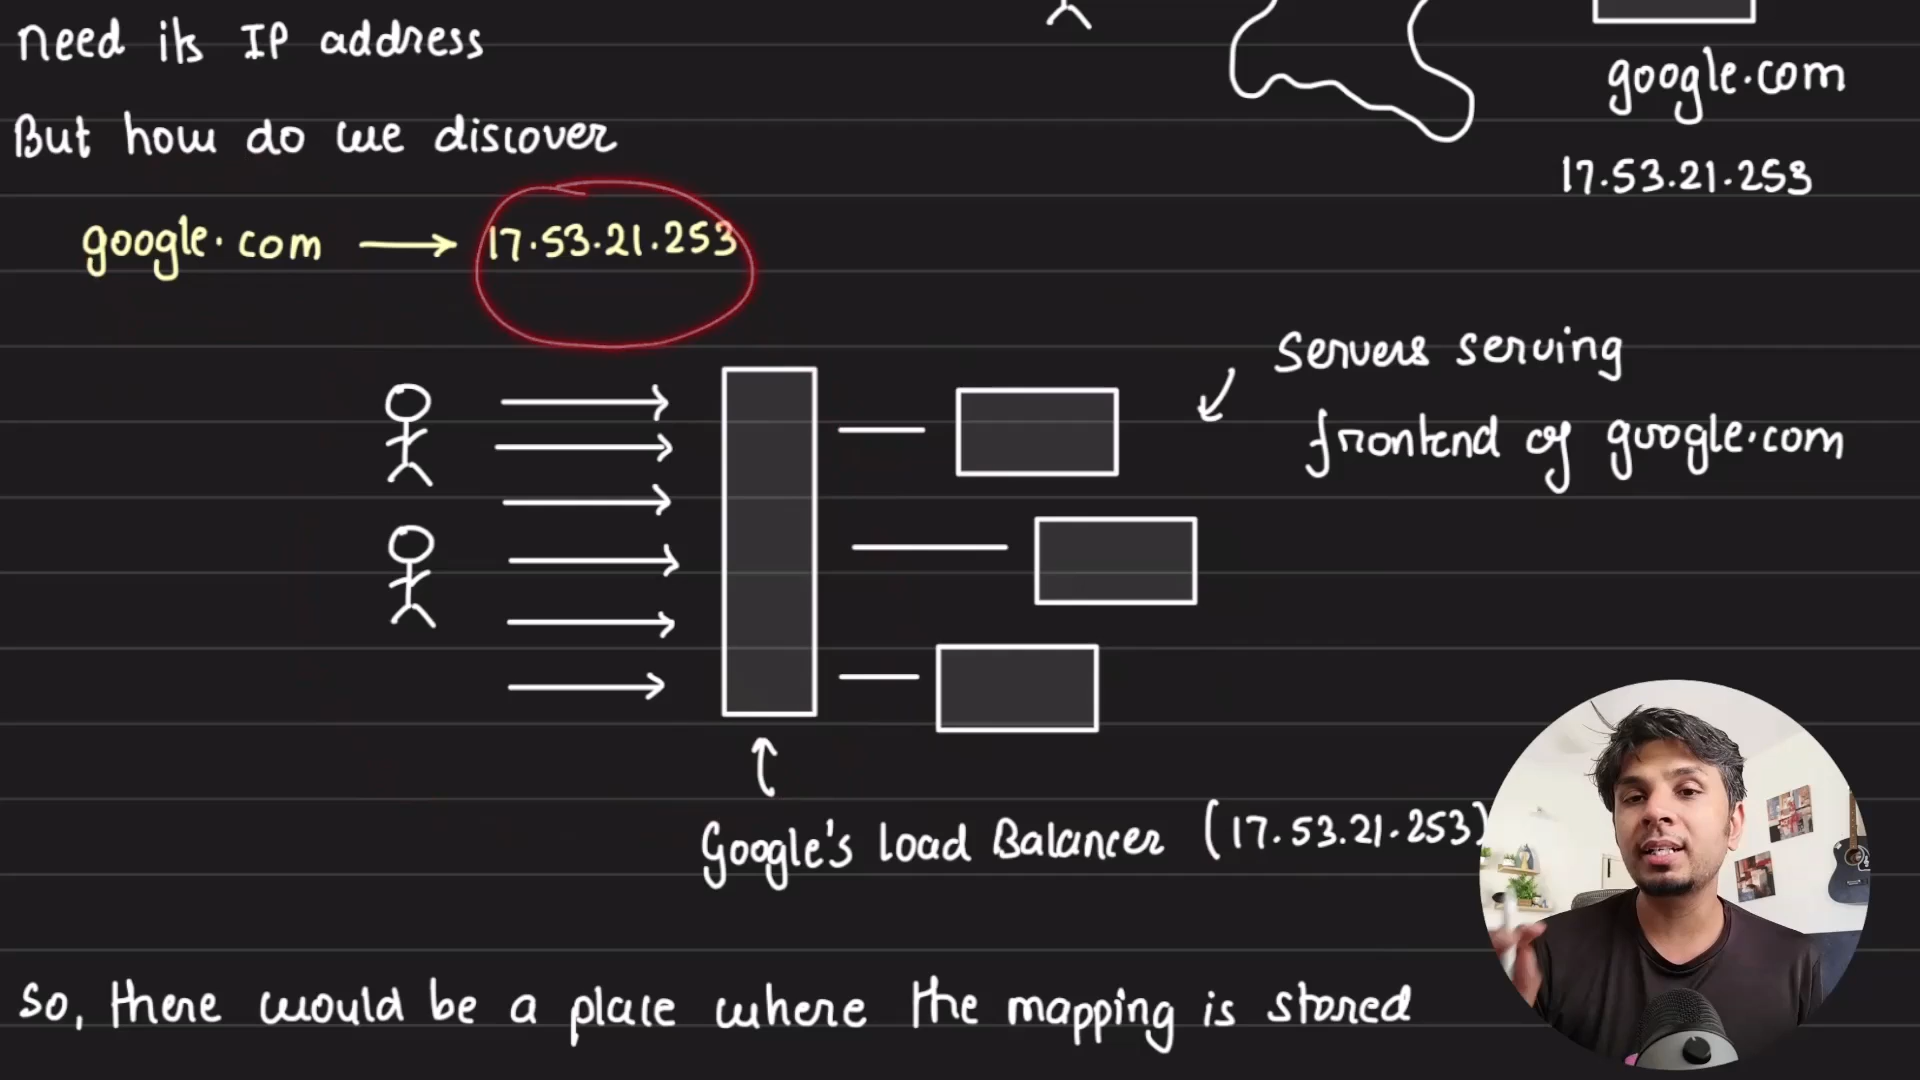 need its IP address
google.com
17.53.21.253
But how do we discover
google.com → 17.53.21.253
Servers serving
frontend of google.com
Google's Load Balancer (17.53.21.253)
So, there would be a place where the mapping is stored